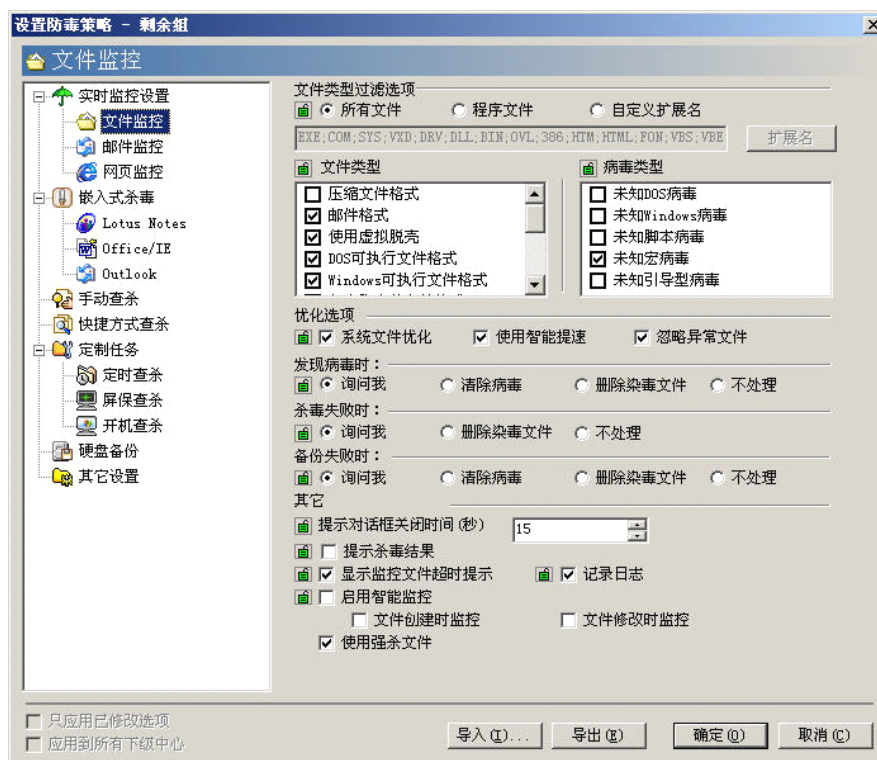 设置防毒策略 - 剩余组
文件监控
实时监控设置
文件监控
邮件监控
网页监控
嵌入式杀毒
Lotus Notes
Office/IE
Outlook
手动查杀
快捷方式查杀
定制任务
定时查杀
屏保查杀
开机查杀
硬盘备份
其它设置
文件类型过滤选项
所有文件 程序文件 自定义扩展名
EXE;COM;SYS;VXD;DRV;DLL;BIN;OVL;386;HTM;HTML;FON;VBS;VBE 扩展名
文件类型 病毒类型
压缩文件格式 未知DOS病毒
邮件格式 未知Windows病毒
使用虚拟脱壳 未知脚本病毒
DOS可执行文件格式 未知宏病毒
Windows可执行文件格式 未知引导型病毒
优化选项
系统文件优化 使用智能提速 忽略异常文件
发现病毒时:
询问我 清除病毒 删除染毒文件 不处理
杀毒失败时:
询问我 删除染毒文件 不处理
备份失败时:
询问我 清除病毒 删除染毒文件 不处理
其它
提示对话框关闭时间(秒) 15
提示杀毒结果
显示监控文件超时提示 记录日志
启用智能监控
文件创建时监控 文件修改时监控
使用强杀文件
只应用已修改选项
应用到所有下级中心
导入(I)... 导出(E) 确定(O) 取消(C)